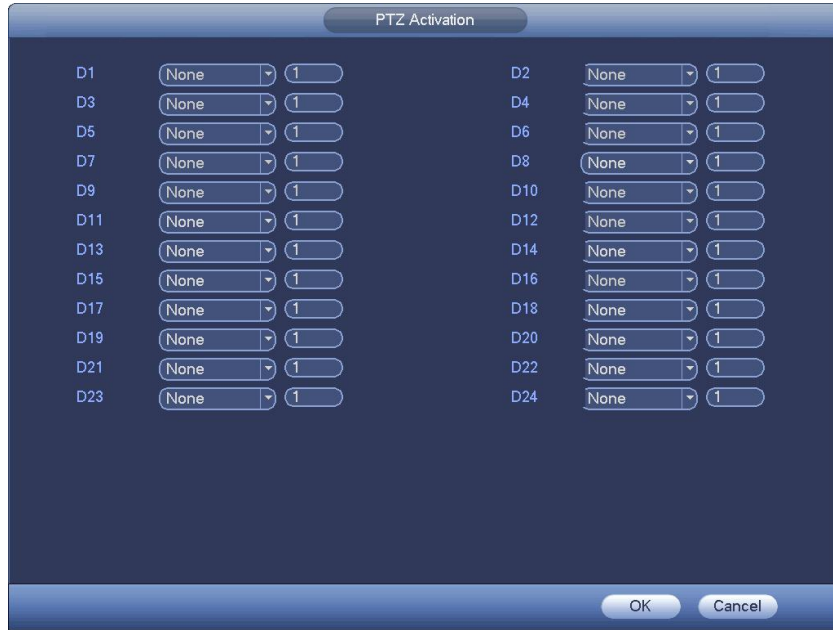 PTZ Activation
D1 None 1 D2 None 1
D3 None 1 D4 None 1
D5 None 1 D6 None 1
D7 None 1 D8 None 1
D9 None 1 D10 None 1
D11 None 1 D12 None 1
D13 None 1 D14 None 1
D15 None 1 D16 None 1
D17 None 1 D18 None 1
D19 None 1 D20 None 1
D21 None 1 D22 None 1
D23 None 1 D24 None 1
OK Cancel